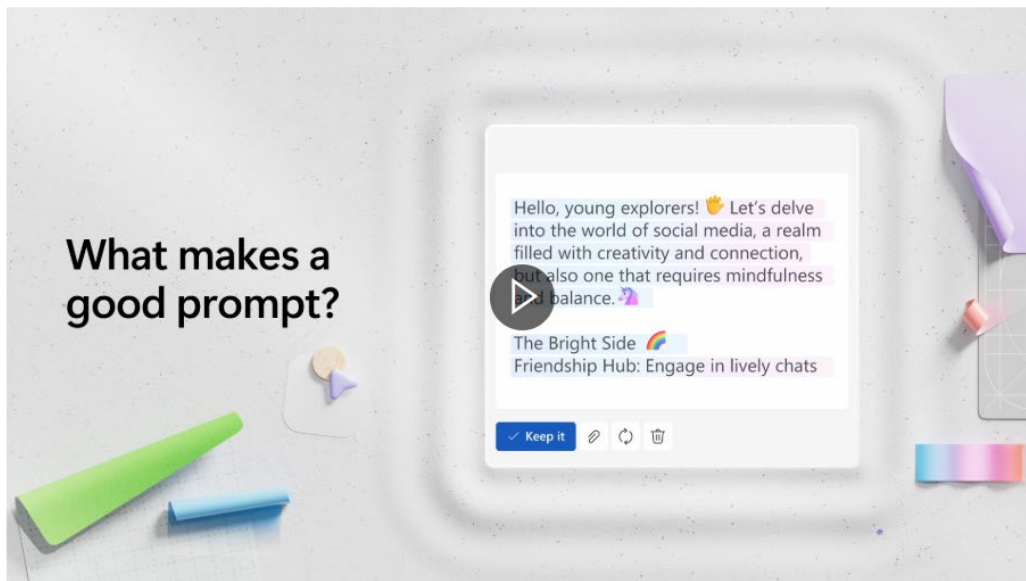 What makes a
good prompt?
Hello, young explorers! 🖐 Let's delve
into the world of social media, a realm
filled with creativity and connection,
but also one that requires mindfulness
and balance. 🦄
The Bright Side 🌈
Friendship Hub: Engage in lively chats
Keep it